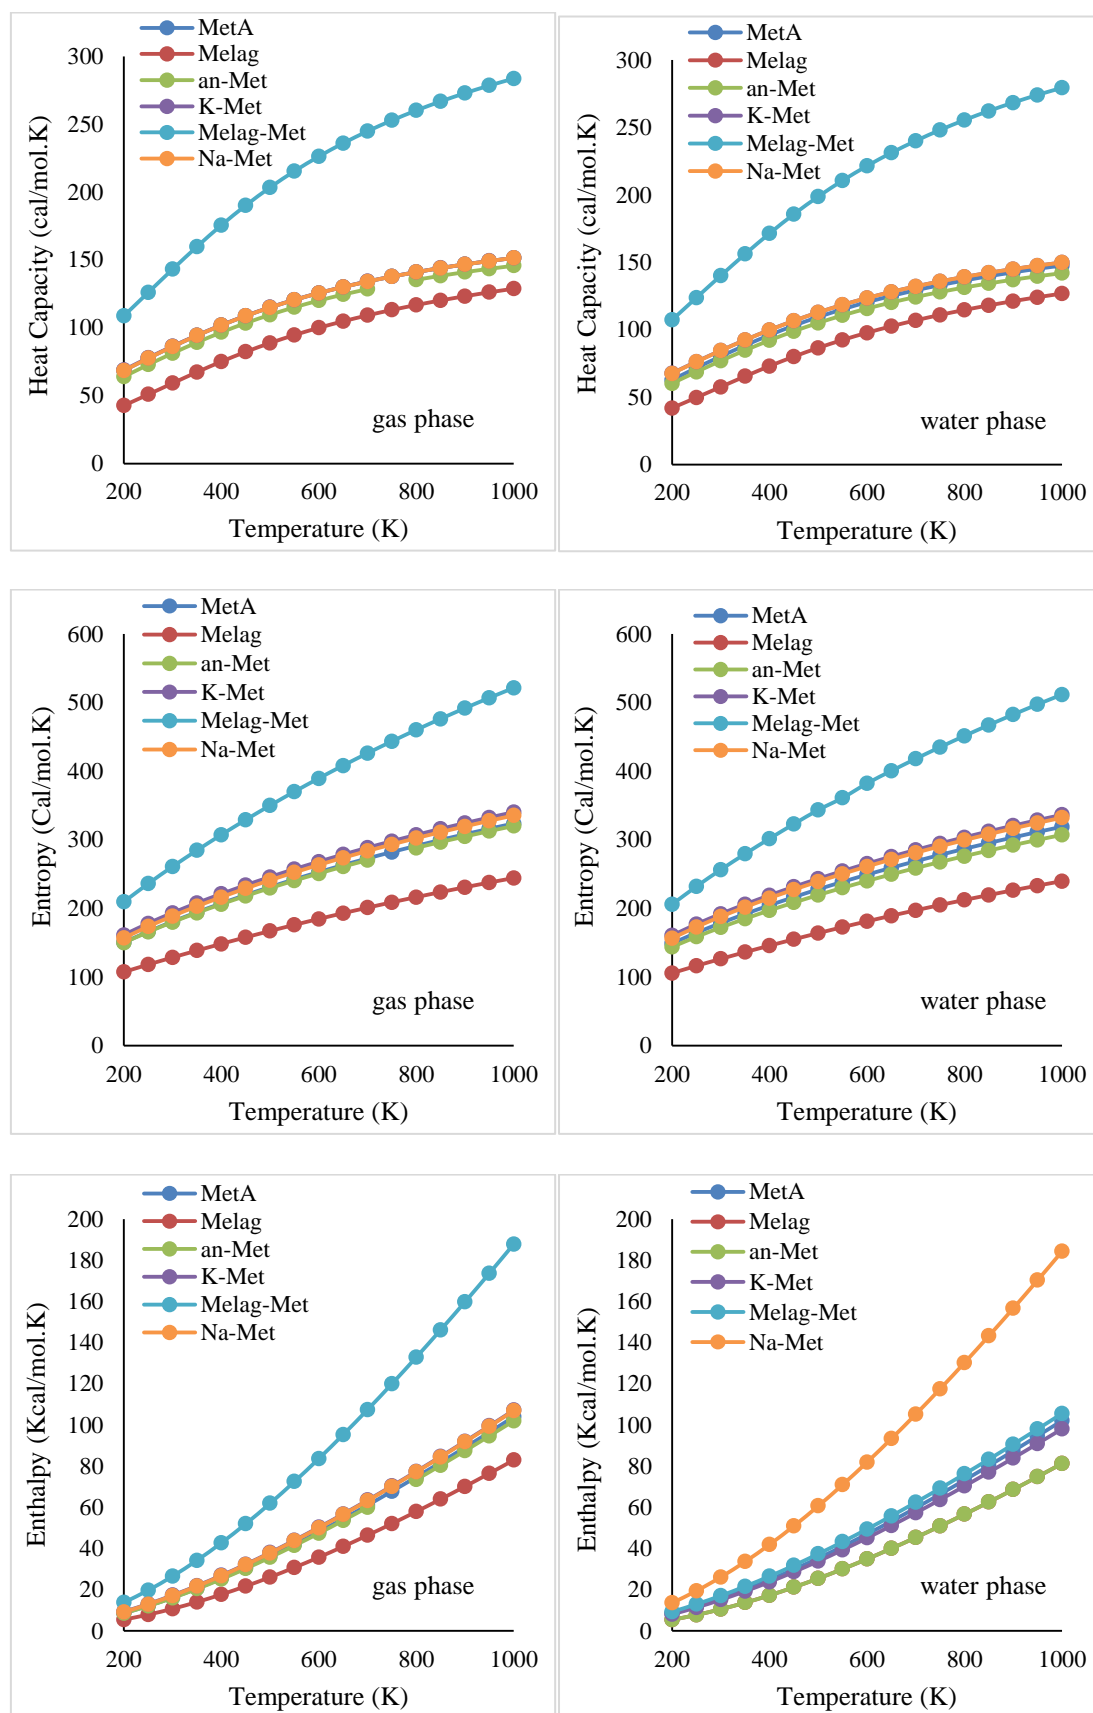 MetA
Melag
an-Met
K-Met
Melag-Met
Na-Met
300
250
200
150
100
50
0
200 400 600 800 1000
Heat Capacity (cal/mol.K)
Temperature (K)
gas phase
MetA
Melag
an-Met
K-Met
Melag-Met
Na-Met
300
250
200
150
100
50
0
200 400 600 800 1000
Heat Capacity (cal/mol.K)
Temperature (K)
water phase
MetA
Melag
an-Met
K-Met
Melag-Met
Na-Met
600
500
400
300
200
100
0
200 400 600 800 1000
Entropy (Cal/mol.K)
Temperature (K)
gas phase
MetA
Melag
an-Met
K-Met
Melag-Met
Na-Met
600
500
400
300
200
100
0
200 400 600 800 1000
Entropy (Cal/mol.K)
Temperature (K)
water phase
MetA
Melag
an-Met
K-Met
Melag-Met
Na-Met
200
180
160
140
120
100
80
60
40
20
0
200 400 600 800 1000
Enthalpy (Kcal/mol.K)
Temperature (K)
gas phase
MetA
Melag
an-Met
K-Met
Melag-Met
Na-Met
200
180
160
140
120
100
80
60
40
20
0
200 400 600 800 1000
Enthalpy (Kcal/mol.K)
Temperature (K)
water phase